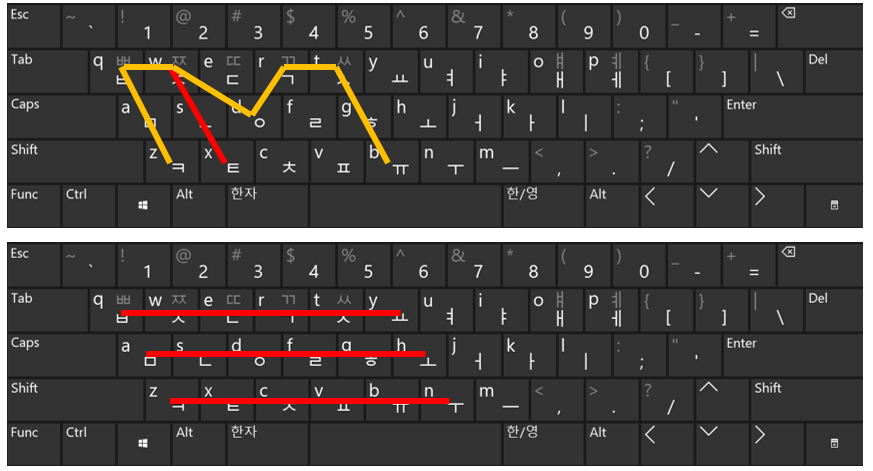 Esc ~ ` ! 1 @ 2 # 3 $ 4 % 5 ^ 6 & 7 * 8 ( 9 ) 0 _ - + =
Tab q ㅃ ㅂ w ㅉ ㅈ e ㄸ ㄷ r ㄲ ㄱ t ㅆ ㅅ y ㅛ u ㅕ i ㅑ o ㅒ ㅐ p ㅖ ㅔ { [ } ] | \ Del
Caps a ㅁ s ㄴ d ㅇ f ㄹ g ㅎ h ㅗ j ㅓ k ㅏ l ㅣ : ; " ' Enter
Shift z ㅋ x ㅌ c ㅊ v ㅍ b ㅠ n ㅜ m ㅡ < , > . ? / Shift
Func Ctrl Alt 한자 한/영 Alt
Esc ~ ` ! 1 @ 2 # 3 $ 4 % 5 ^ 6 & 7 * 8 ( 9 ) 0 _ - + =
Tab q ㅃ ㅂ w ㅉ ㅈ e ㄸ ㄷ r ㄲ ㄱ t ㅆ ㅅ y ㅛ u ㅕ i ㅑ o ㅒ ㅐ p ㅖ ㅔ { [ } ] | \ Del
Caps a ㅁ s ㄴ d ㅇ f ㄹ g ㅎ h ㅗ j ㅓ k ㅏ l ㅣ : ; " ' Enter
Shift z ㅋ x ㅌ c ㅊ v ㅍ b ㅠ n ㅜ m ㅡ < , > . ? / Shift
Func Ctrl Alt 한자 한/영 Alt